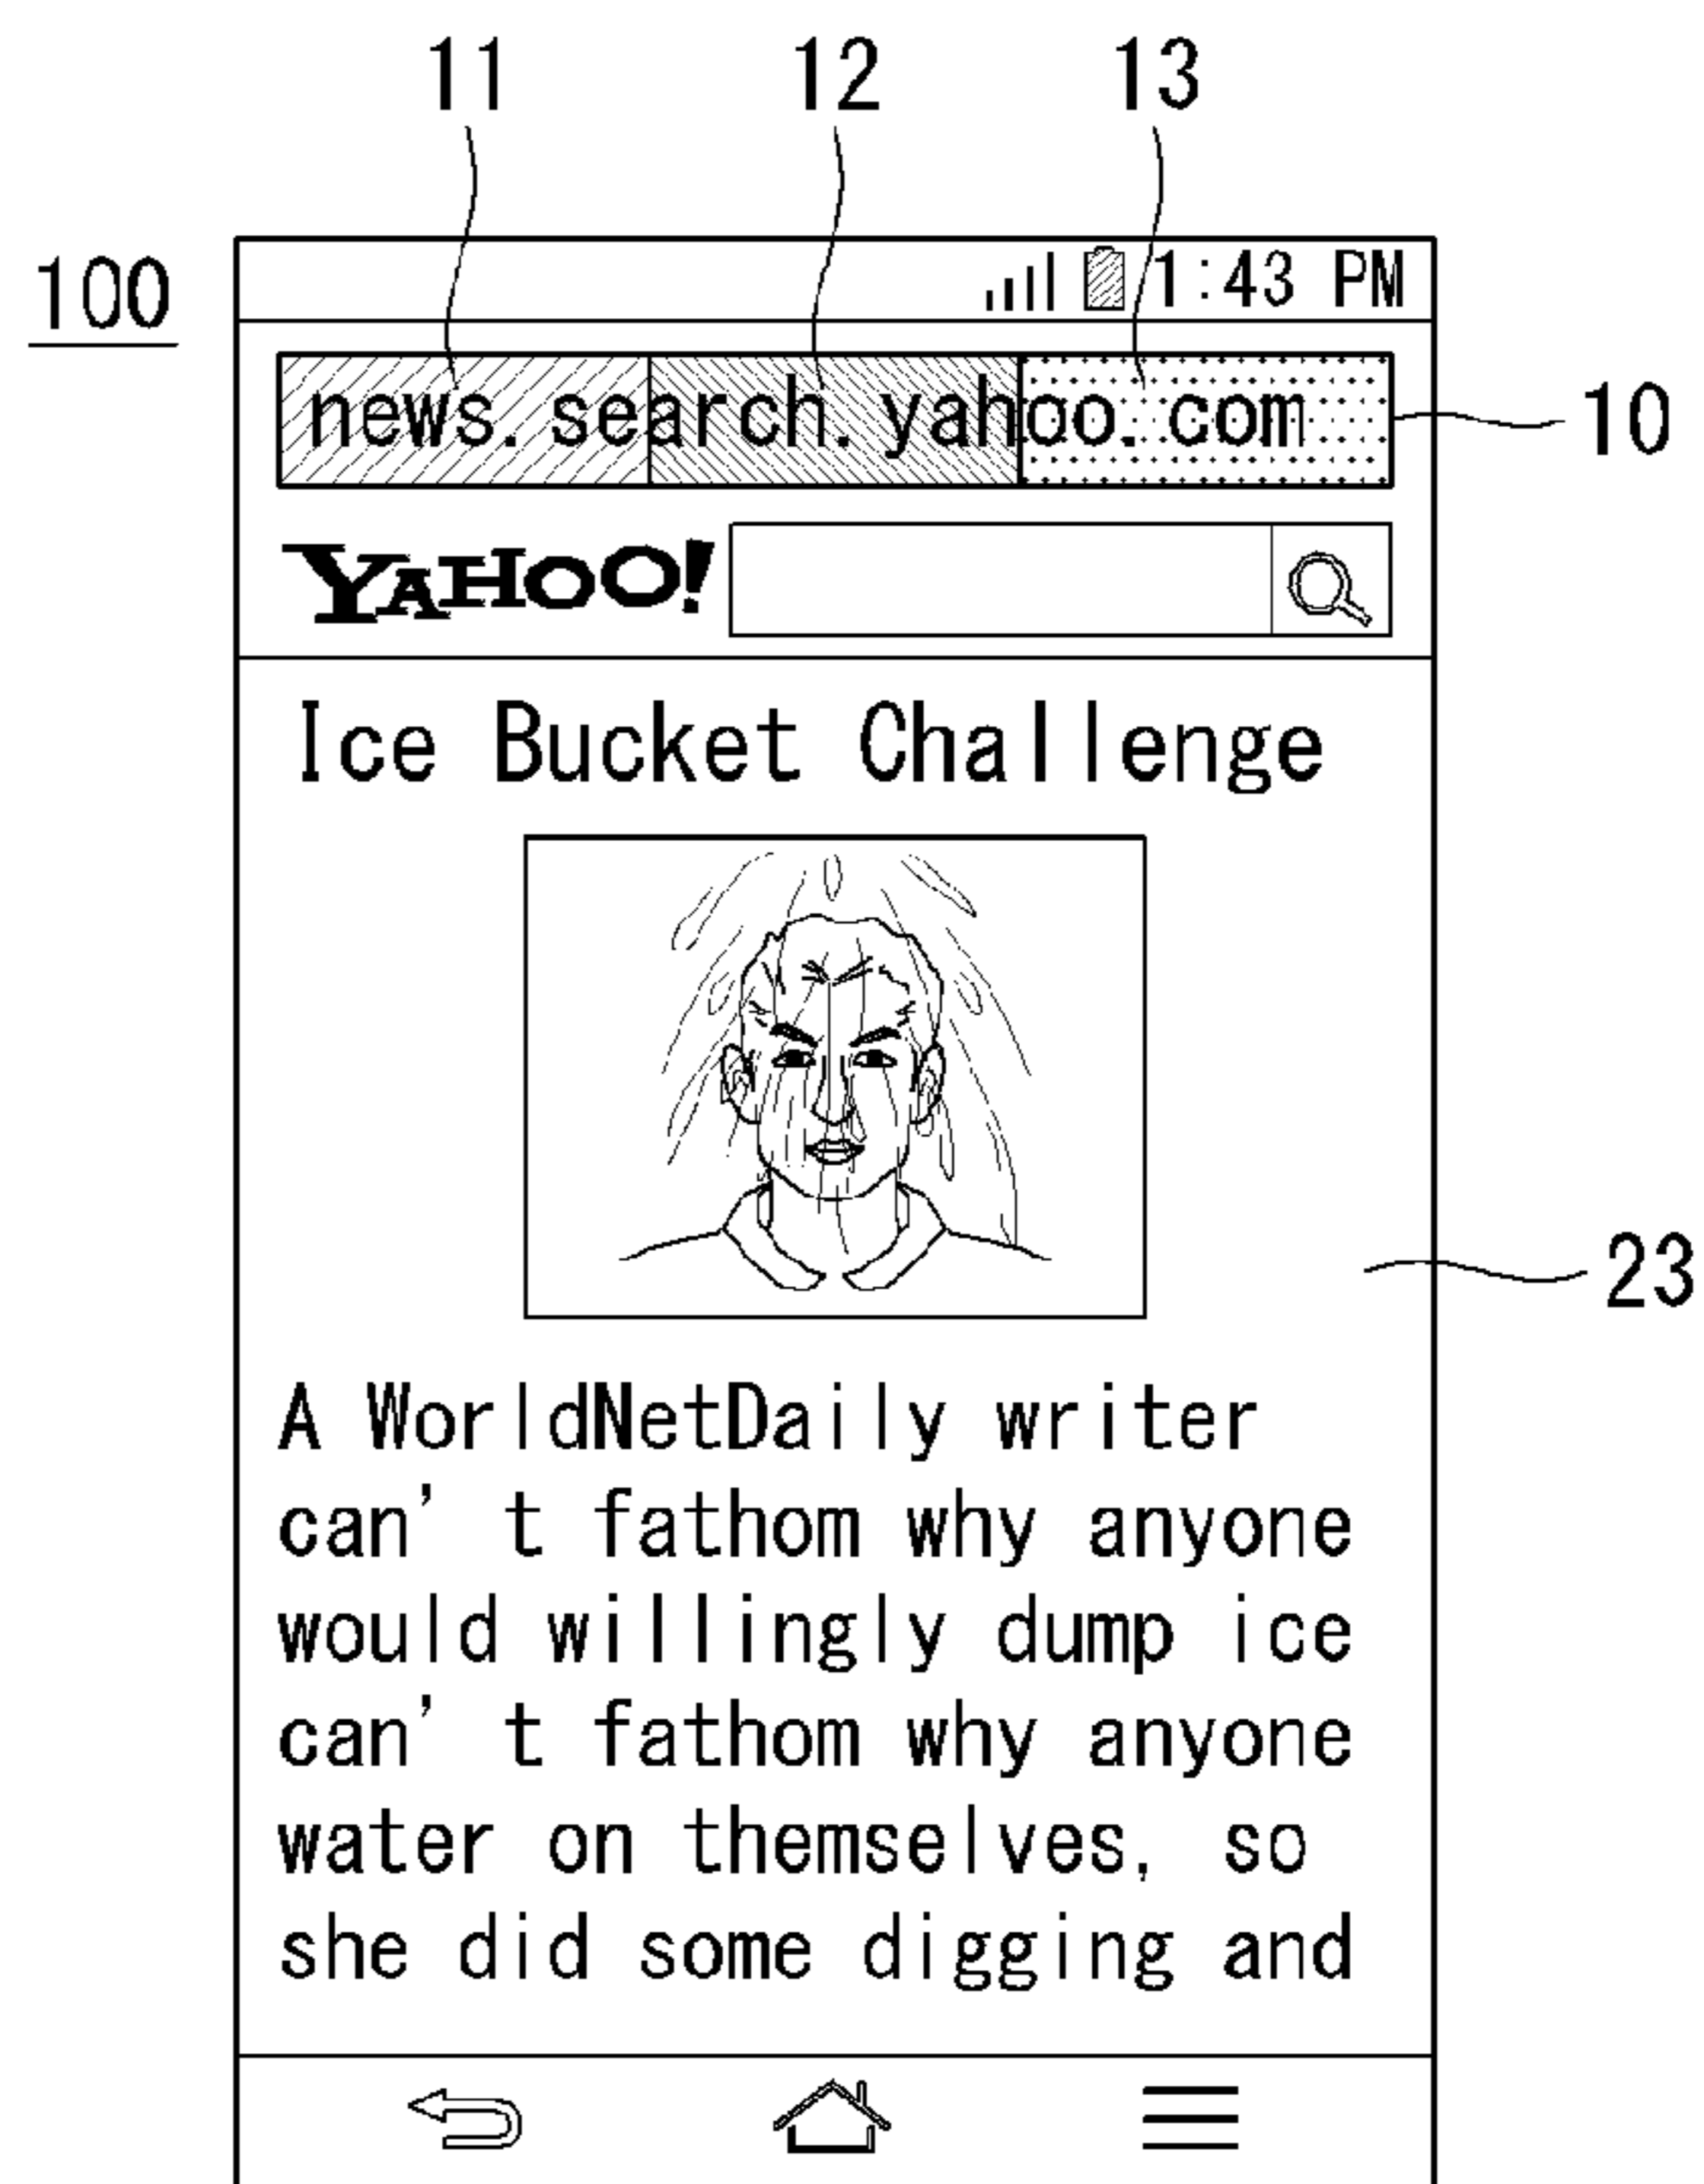 11 12 13
100
1:43 PM
news.search.yahoo.com
10
YAHOO!
Ice Bucket Challenge
23
A WorldNetDaily writer
can't fathom why anyone
would willingly dump ice
can't fathom why anyone
water on themselves, so
she did some digging and